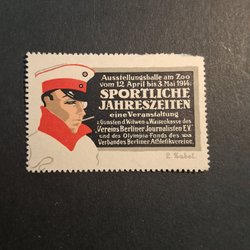 Ausstellungshalle am Zoo
vom 12. April bis 3. Mai 1914.
SPORTLICHE
JAHRESZEITEN
eine Veranstaltung
z. Gunsten d. Witwen u. Waisenkasse des
„Vereins Berliner Journalisten E.V."
und des Olympia-Fonds des
Verbandes Berliner Athletikvereine.